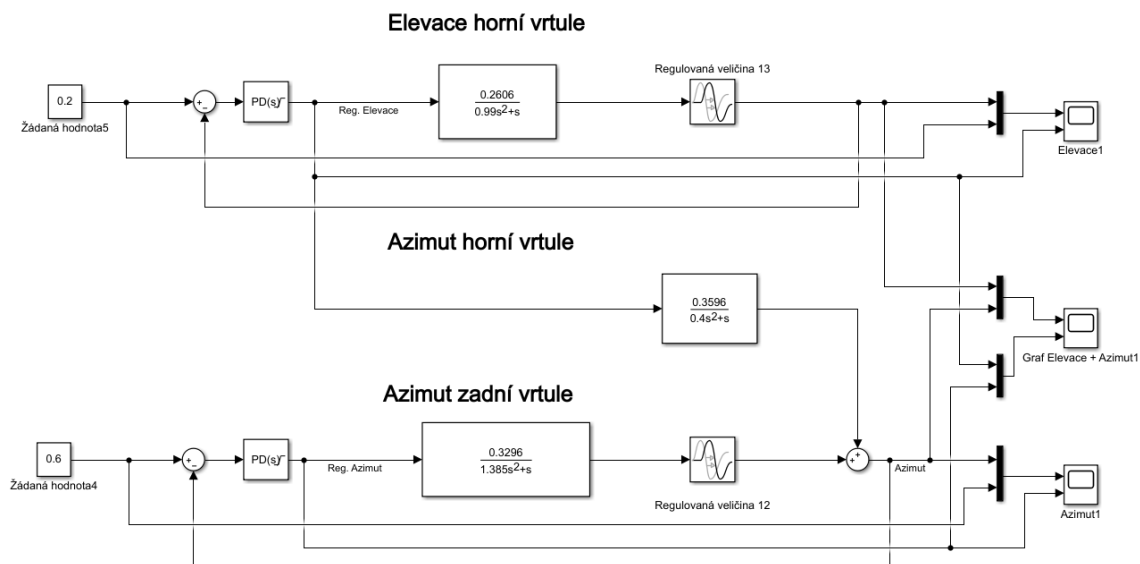 Elevace horní vrtule
Regulovaná veličina 13
0.2
Žádaná hodnota5
+
−
PD(s)
Reg. Elevace
0.2606
0.99s²+s
Elevace1
Azimut horní vrtule
0.3596
0.4s²+s
Graf Elevace + Azimut1
Azimut zadní vrtule
0.6
Žádaná hodnota4
+
−
PD(s)
Reg. Azimut
0.3296
1.385s²+s
Regulovaná veličina 12
+
+
Azimut
Azimut1